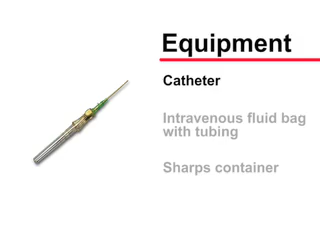 Equipment
Catheter
Intravenous fluid bag
with tubing
Sharps container